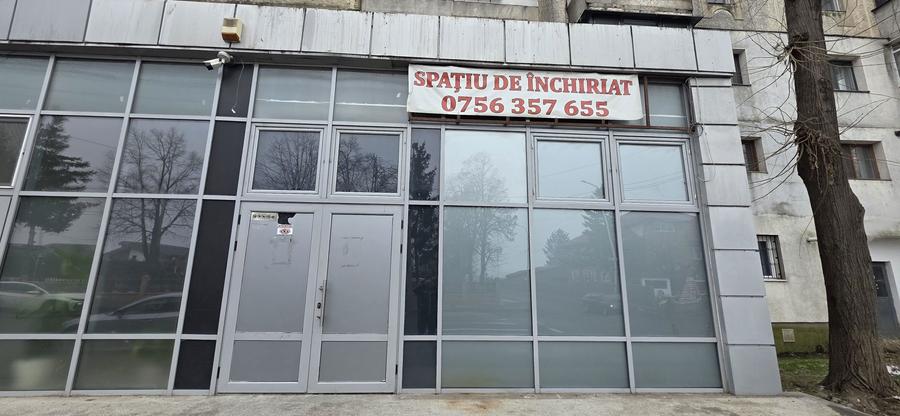 SPAȚIU DE ÎNCHIRIAT
0756 357 655